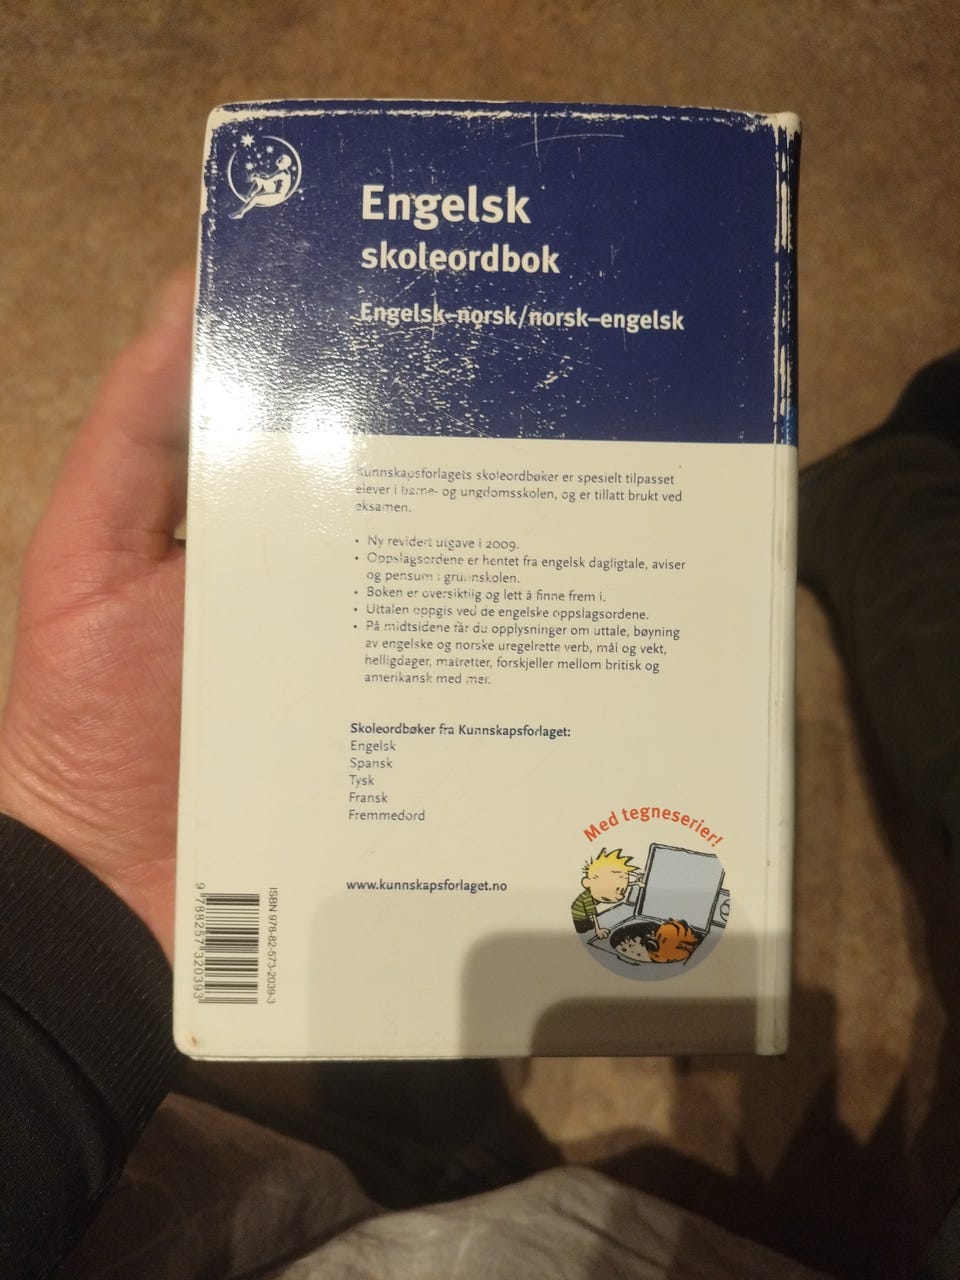 Engelsk
skoleordbok
Engelsk–norsk/norsk–engelsk
Kunnskapsforlagets skoleordbøker er spesielt tilpasset
elever i barne- og ungdomsskolen, og er tillatt brukt ved
eksamen.
• Ny revidert utgave i 2009.
• Oppslagsordene er hentet fra engelsk dagligtale, aviser
og pensum i grunnskolen.
• Boken er oversiktlig og lett å finne frem i.
• Uttalen oppgis ved de engelske oppslagsordene.
• På midtsidene får du opplysninger om uttale, bøyning
av engelske og norske uregelrette verb, mål og vekt,
helligdager, matretter, forskjeller mellom britisk og
amerikansk med mer.
Skoleordbøker fra Kunnskapsforlaget:
Engelsk
Spansk
Tysk
Fransk
Fremmedord
Med tegneserier!
www.kunnskapsforlaget.no
ISBN 978-82-573-2039-3
9 788257 320393